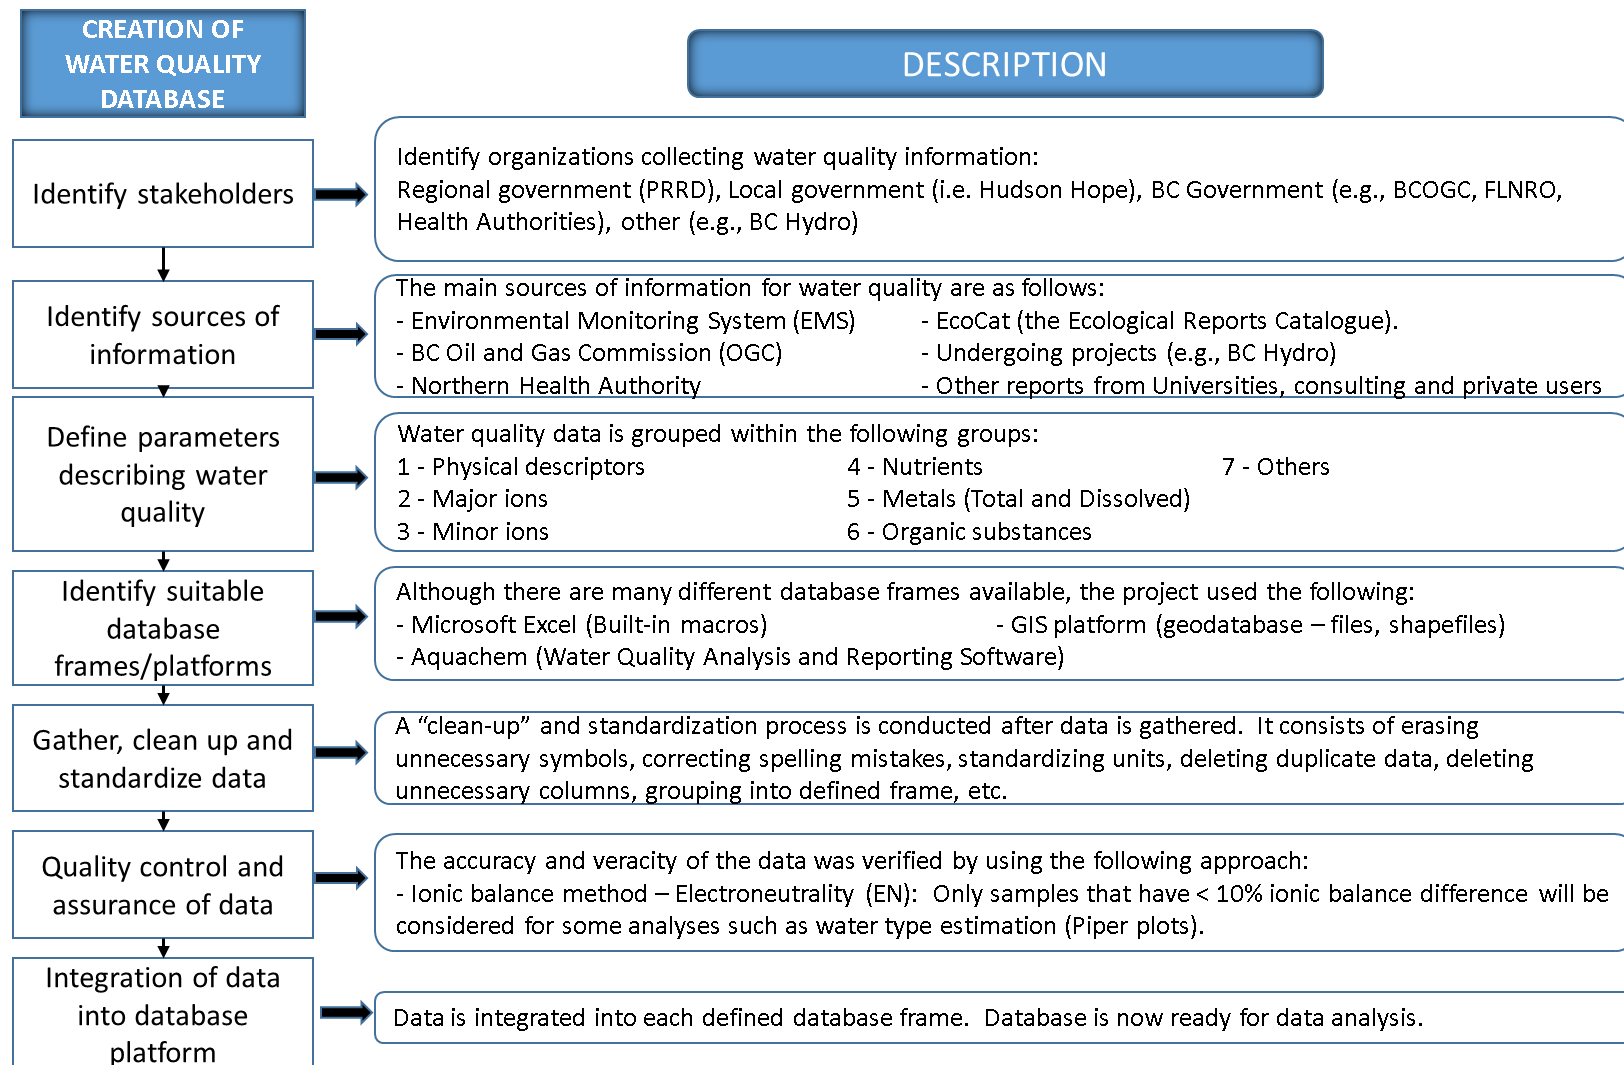 CREATION OF
WATER QUALITY
DATABASE
DESCRIPTION
Identify stakeholders
Identify organizations collecting water quality information:
Regional government (PRRD), Local government (i.e. Hudson Hope), BC Government (e.g., BCOGC, FLNRO,
Health Authorities), other (e.g., BC Hydro)
Identify sources of
information
The main sources of information for water quality are as follows:
- Environmental Monitoring System (EMS) - EcoCat (the Ecological Reports Catalogue).
- BC Oil and Gas Commission (OGC) - Undergoing projects (e.g., BC Hydro)
- Northern Health Authority - Other reports from Universities, consulting and private users
Define parameters
describing water
quality
Water quality data is grouped within the following groups:
1 - Physical descriptors 4 - Nutrients 7 - Others
2 - Major ions 5 - Metals (Total and Dissolved)
3 - Minor ions 6 - Organic substances
Identify suitable
database
frames/platforms
Although there are many different database frames available, the project used the following:
- Microsoft Excel (Built-in macros) - GIS platform (geodatabase – files, shapefiles)
- Aquachem (Water Quality Analysis and Reporting Software)
Gather, clean up and
standardize data
A “clean-up” and standardization process is conducted after data is gathered. It consists of erasing
unnecessary symbols, correcting spelling mistakes, standardizing units, deleting duplicate data, deleting
unnecessary columns, grouping into defined frame, etc.
Quality control and
assurance of data
The accuracy and veracity of the data was verified by using the following approach:
- Ionic balance method – Electroneutrality (EN): Only samples that have < 10% ionic balance difference will be
considered for some analyses such as water type estimation (Piper plots).
Integration of data
into database
platform
Data is integrated into each defined database frame. Database is now ready for data analysis.